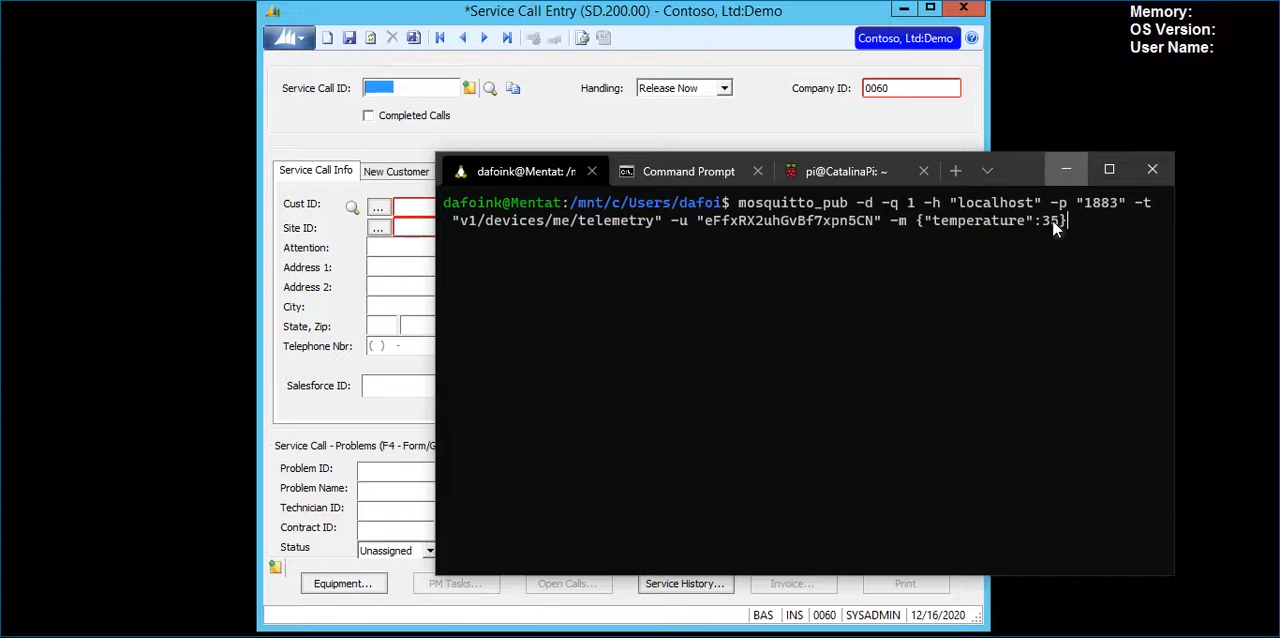 *Service Call Entry (SD.200.00) - Contoso, Ltd:Demo
Memory:
OS Version:
User Name:
Contoso, Ltd:Demo
Service Call ID:
Handling: Release Now
Company ID: 0060
Completed Calls
Service Call Info New Customer
dafoink@Mentat: /r
Command Prompt
pi@CatalinaPi: ~
Cust ID: ...
Site ID: ...
Attention:
Address 1:
Address 2:
City:
State, Zip:
Telephone Nbr: ( ) -
Salesforce ID:
dafoink@Mentat:/mnt/c/Users/dafoi$ mosquitto_pub -d -q 1 -h "localhost" -p "1883" -t
"v1/devices/me/telemetry" -u "eFfxRX2uhGvBf7xpn5CN" -m {"temperature":35}
Service Call - Problems (F4 - Form/G
Problem ID:
Problem Name:
Technician ID:
Contract ID:
Status Unassigned
Equipment... PM Tasks... Open Calls... Service History... Invoice... Print
BAS INS 0060 SYSADMIN 12/16/2020